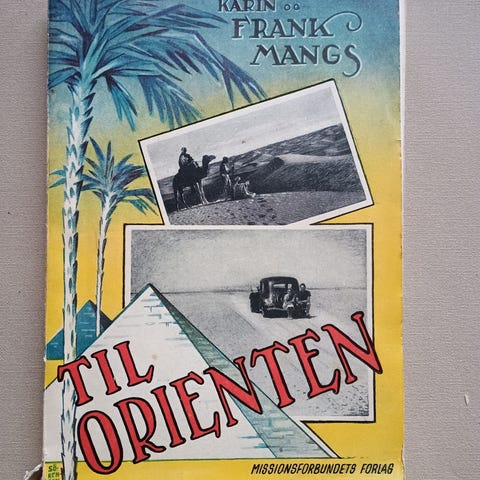 KARIN OG
FRANK
MANGS
TIL
ORIENTEN
MISSIONSFORBUNDETS FORLAG